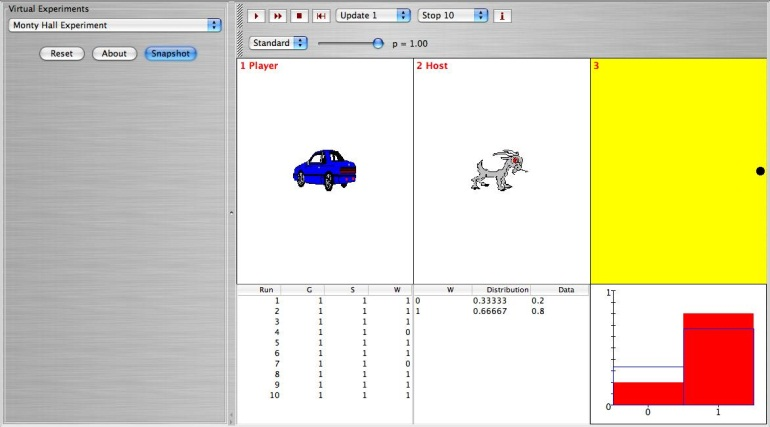 Virtual Experiments
Monty Hall Experiment
Reset About Snapshot
Update 1 Stop 10 i
Standard p = 1.00
1 Player 2 Host 3
Run G S W
1 1 1 1
2 1 1 1
3 1 1 1
4 1 1 0
5 1 1 1
6 1 1 1
7 1 1 0
8 1 1 1
9 1 1 1
10 1 1 1
W Distribution Data
0 0.33333 0.2
1 0.66667 0.8
1
0
0 1